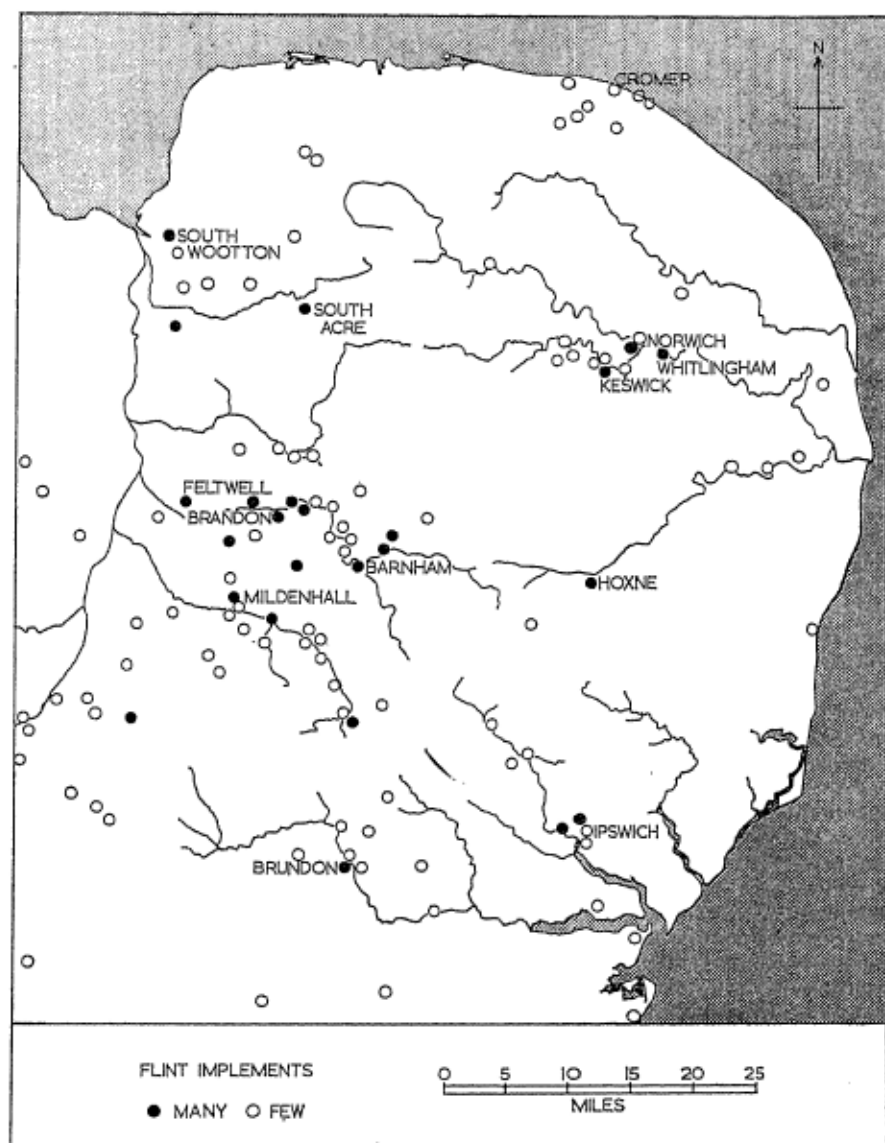 N
CROMER
SOUTH
WOOTTON
SOUTH
ACRE
NORWICH
WHITLINGHAM
KESWICK
FELTWELL
BRANDON
BARNHAM
HOXNE
MILDENHALL
IPSWICH
BRUNDON
FLINT IMPLEMENTS
MANY FEW
0 5 10 15 20 25
MILES